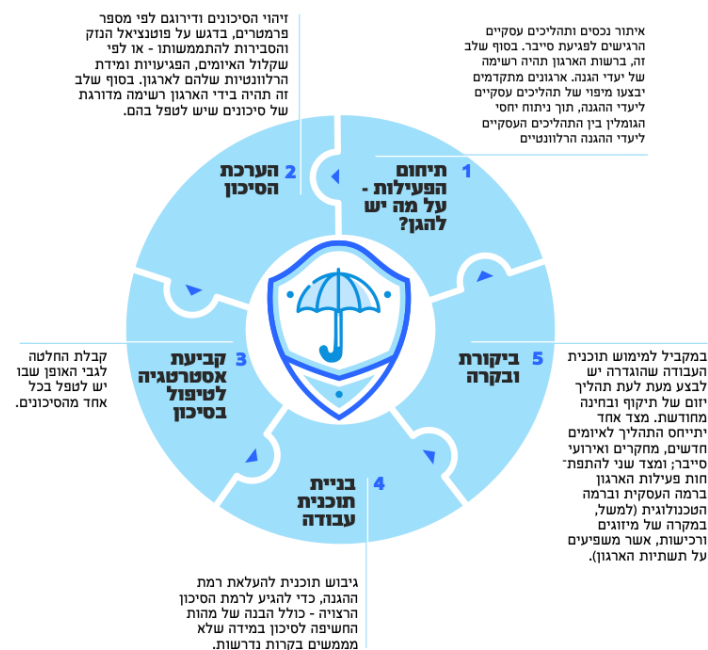 איתור נכסים ותהליכים עסקיים
הרגישים לפגיעת סייבר. בסוף שלב
זה, ברשות הארגון תהיה רשימה
של יעדי הגנה. ארגונים מתקדמים
יבצעו מיפוי של תהליכים עסקיים
ליעדי ההגנה, תוך ניתוח יחסי
הגומלין בין התהליכים העסקיים
ליעדי ההגנה הרלוונטיים
1 תיחום
הפעילות -
על מה יש
להגן?
זיהוי הסיכונים ודירוגם לפי מספר
פרמטרים, בדגש על פוטנציאל הנזק
והסבירות להתממשותו - או לפי
שקלול האיומים, הפגיעויות ומידת
הרלוונטיות שלהם לארגון. בסוף שלב
זה תהיה בידי הארגון רשימה מדורגת
של סיכונים שיש לטפל בהם.
2 הערכת
הסיכון
3 קביעת
אסטרטגיה
לטיפול
בסיכון
קבלת החלטה
לגבי האופן שבו
יש לטפל בכל
אחד מהסיכונים.
4 בניית
תוכנית
עבודה
גיבוש תוכנית להעלאת רמת
ההגנה, כדי להגיע לרמת הסיכון
הרצויה - כולל הבנה של מהות
החשיפה לסיכון במידה שלא
מממשים בקרות נדרשות.
5 ביקורת
ובקרה
במקביל למימוש תוכנית
העבודה שהוגדרה יש
לבצע מעת לעת תהליך
יזום של תיקוף ובחינה
מחודשת. מצד אחד
יתייחס התהליך לאיומים
חדשים, מחקרים ואירועי
סייבר; ומצד שני להתפת־
חות פעילות הארגון
ברמה העסקית וברמה
הטכנולוגית (למשל,
במקרה של מיזוגים
ורכישות, אשר משפיעים
על תשתיות הארגון).